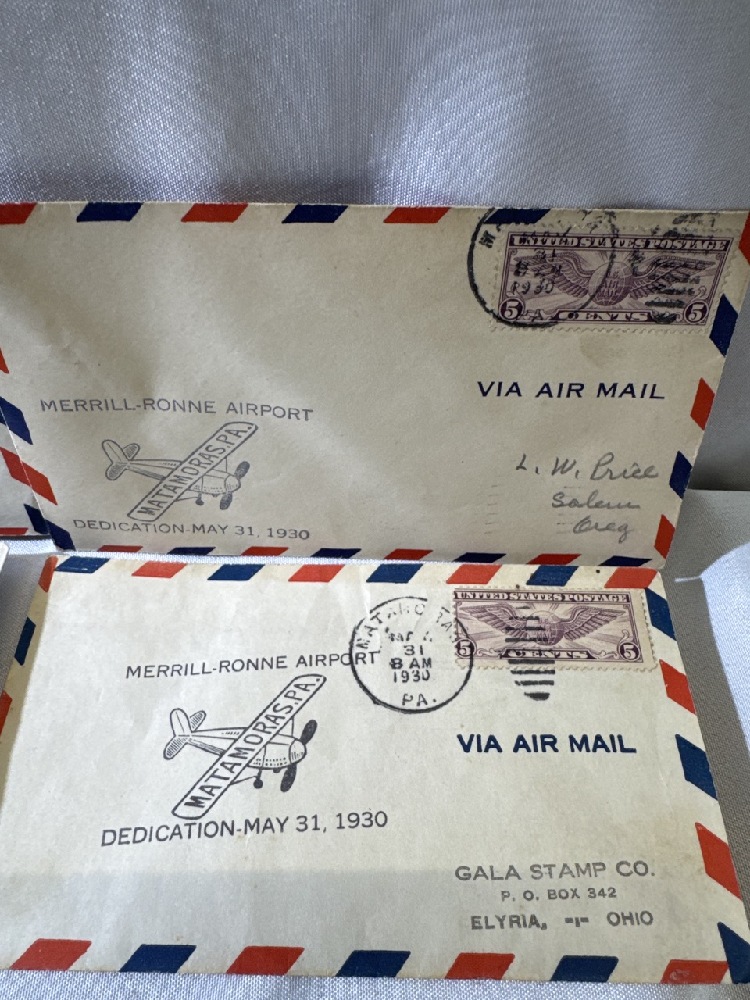 UNITED STATES POSTAGE
31
1930
5 CENTS 5
PA
VIA AIR MAIL
MERRILL-RONNE AIRPORT
MATAMORAS.PA.
DEDICATION-MAY 31, 1930
L. W. Price
Salem
Oreg
UNITED STATES POSTAGE
CENTS 5
31
8 AM
1930
PA.
MERRILL-RONNE AIRPORT
MATAMORAS.PA.
DEDICATION-MAY 31, 1930
VIA AIR MAIL
GALA STAMP CO.
P. O. BOX 342
ELYRIA, -:- OHIO